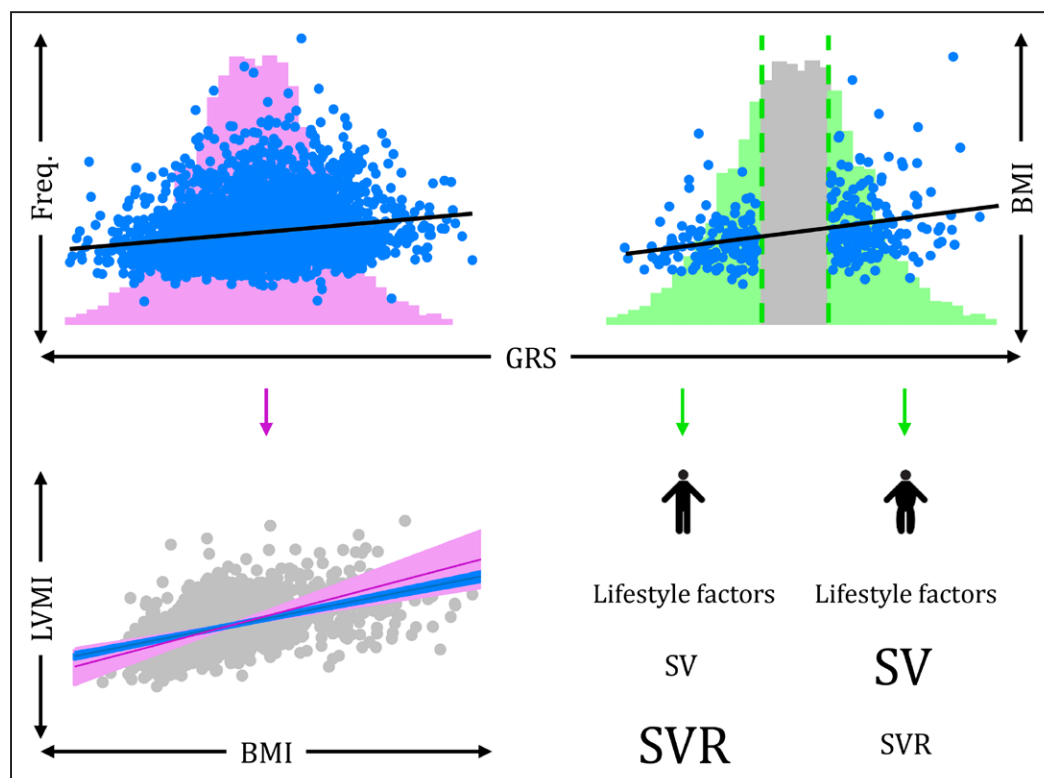 Freq.
BMI
GRS
LVMI
BMI
Lifestyle factors
Lifestyle factors
SV
SV
SVR
SVR